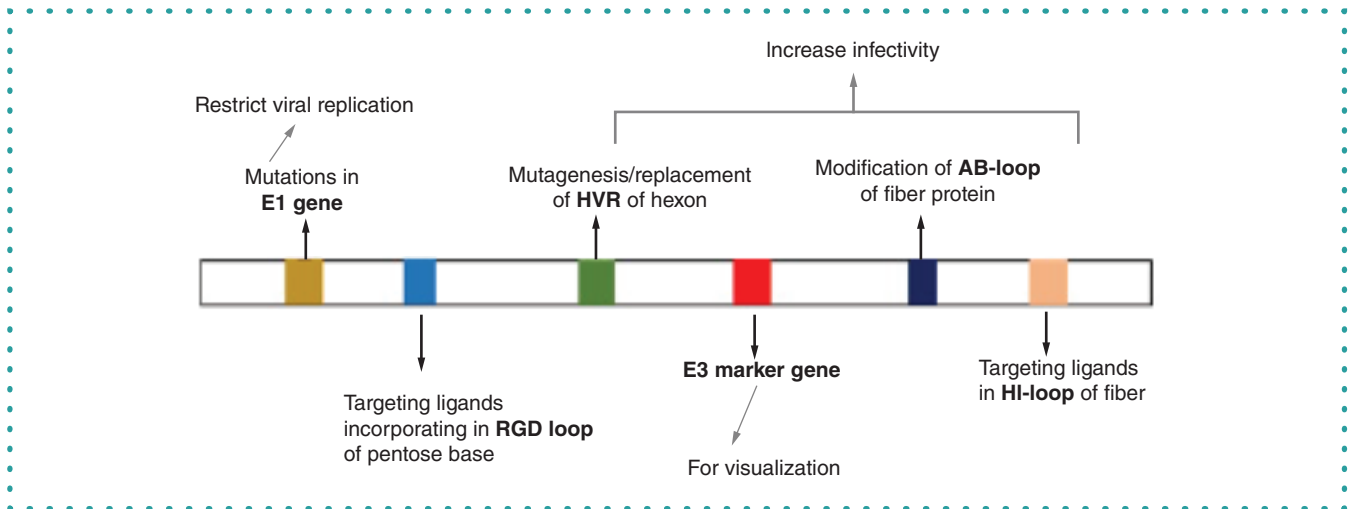 Increase infectivity
Restrict viral replication
Mutations in
E1 gene
Mutagenesis/replacement
of HVR of hexon
Modification of AB-loop
of fiber protein
Targeting ligands
incorporating in RGD loop
of pentose base
E3 marker gene
For visualization
Targeting ligands
in HI-loop of fiber